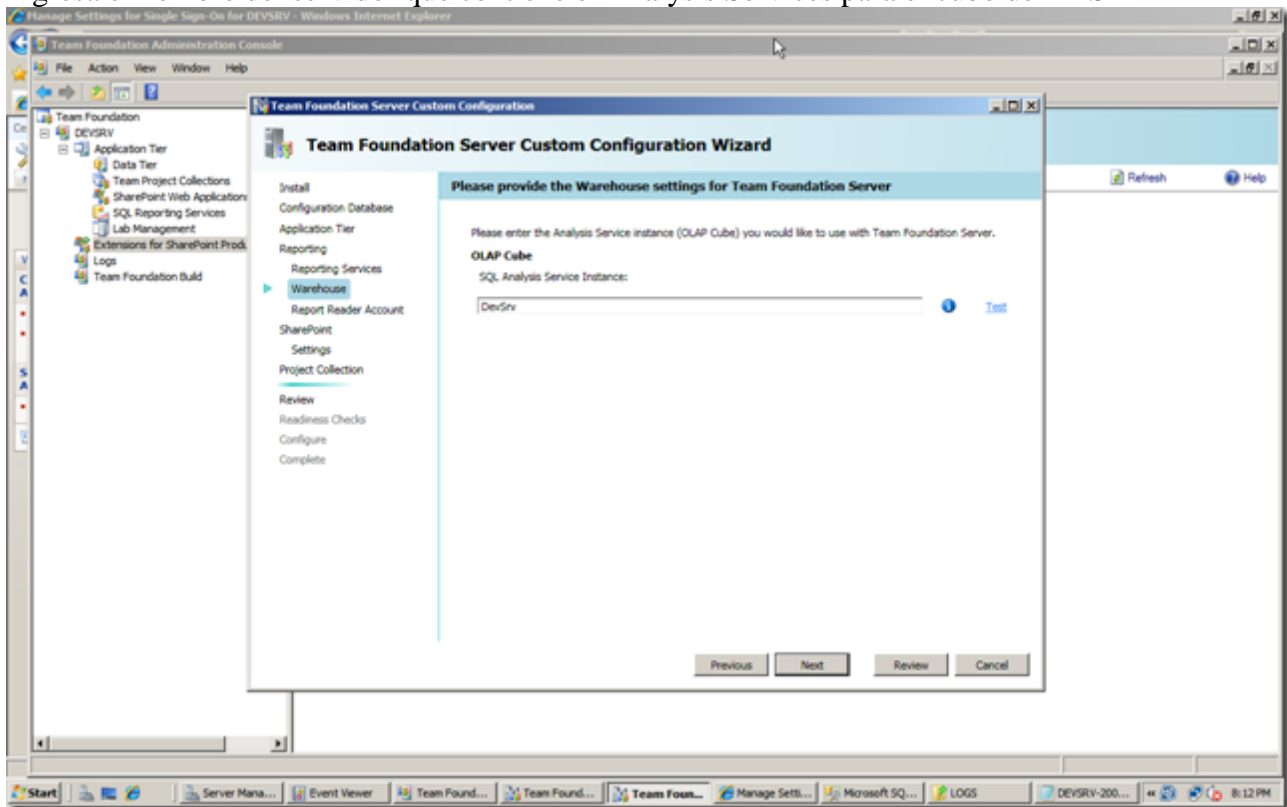 Manage Settings for Single Sign-On for DEVSRV - Windows Internet Explorer
Team Foundation Administration Console
File Action View Window Help
Team Foundation
DEVSRV
Application Tier
Data Tier
Team Project Collections
SharePoint Web Application
SQL Reporting Services
Lab Management
Extensions for SharePoint Prod
Logs
Team Foundation Build
Refresh Help
Team Foundation Server Custom Configuration
Team Foundation Server Custom Configuration Wizard
Install
Configuration Database
Application Tier
Reporting
Reporting Services
Warehouse
Report Reader Account
SharePoint
Settings
Project Collection
Review
Readiness Checks
Configure
Complete
Please provide the Warehouse settings for Team Foundation Server
Please enter the Analysis Service instance (OLAP Cube) you would like to use with Team Foundation Server.
OLAP Cube
SQL Analysis Service Instance:
DevSrv Test
Previous Next Review Cancel
Start Server Mana... Event Viewer Team Found... Team Found... Team Foun... Manage Setti... Microsoft SQ... LOGS DEVSRV-200... 8:12 PM